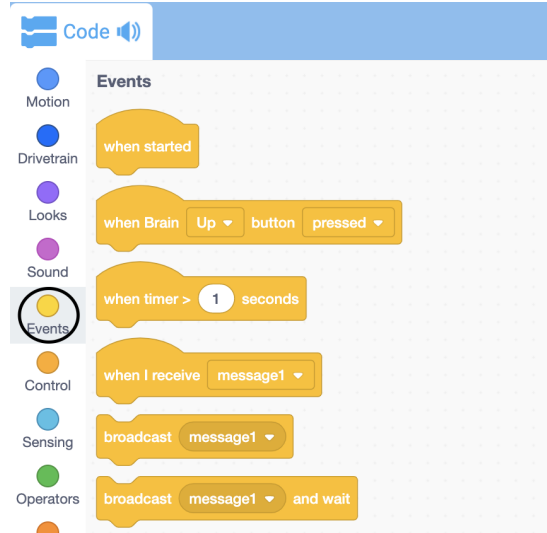 Code
Events
Motion
when started
Drivetrain
Looks
when Brain Up button pressed
Sound
when timer > 1 seconds
Events
when I receive message1
Control
broadcast message1
Sensing
broadcast message1 and wait
Operators